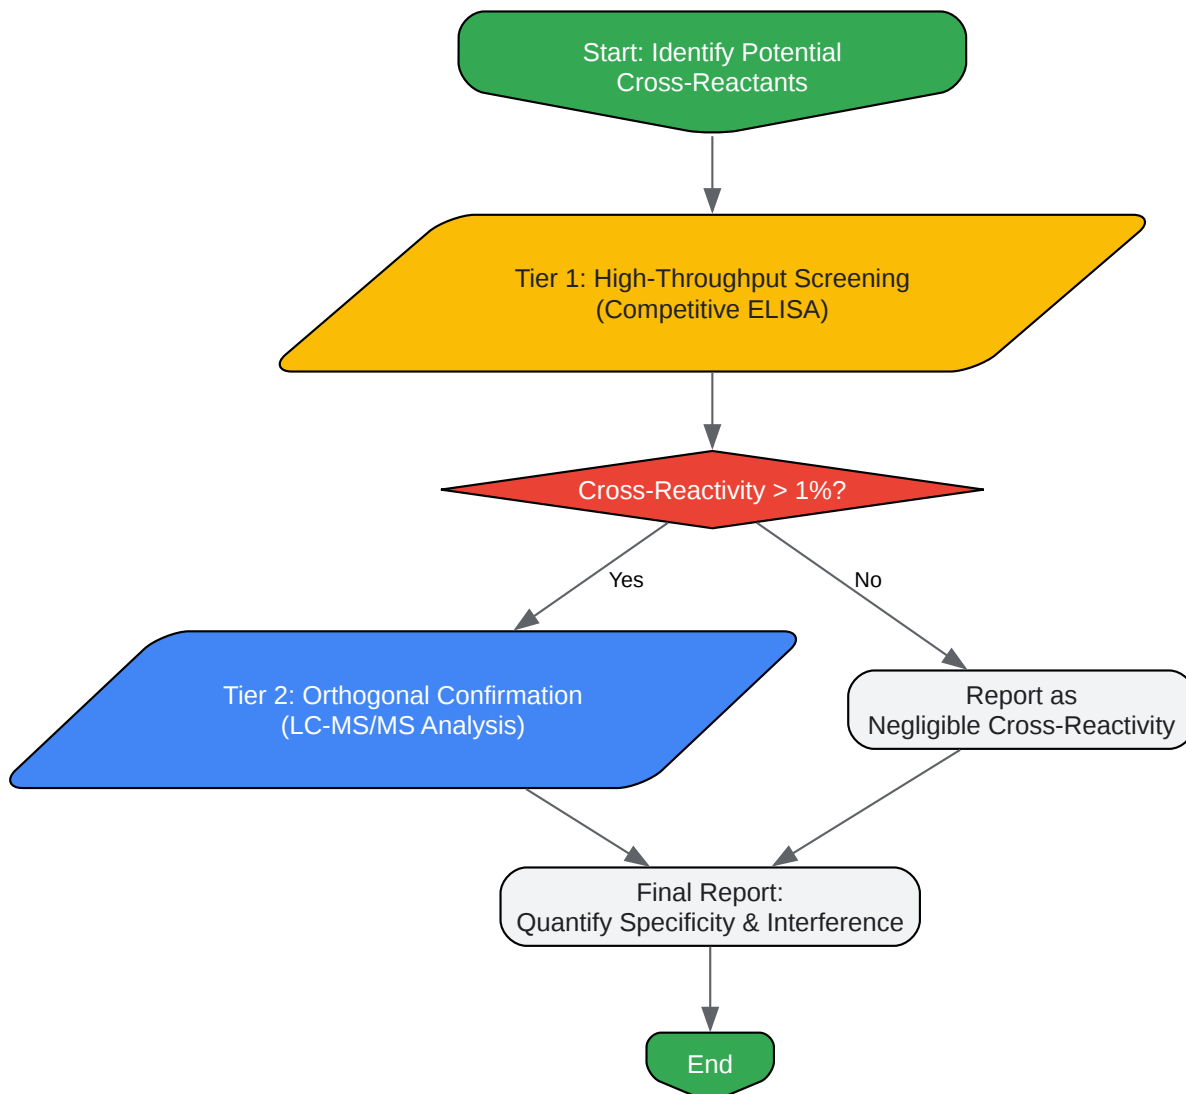 Start: Identify Potential
Cross-Reactants
Tier 1: High-Throughput Screening
(Competitive ELISA)
Cross-Reactivity > 1%?
Yes
No
Tier 2: Orthogonal Confirmation
(LC-MS/MS Analysis)
Report as
Negligible Cross-Reactivity
Final Report:
Quantify Specificity & Interference
End